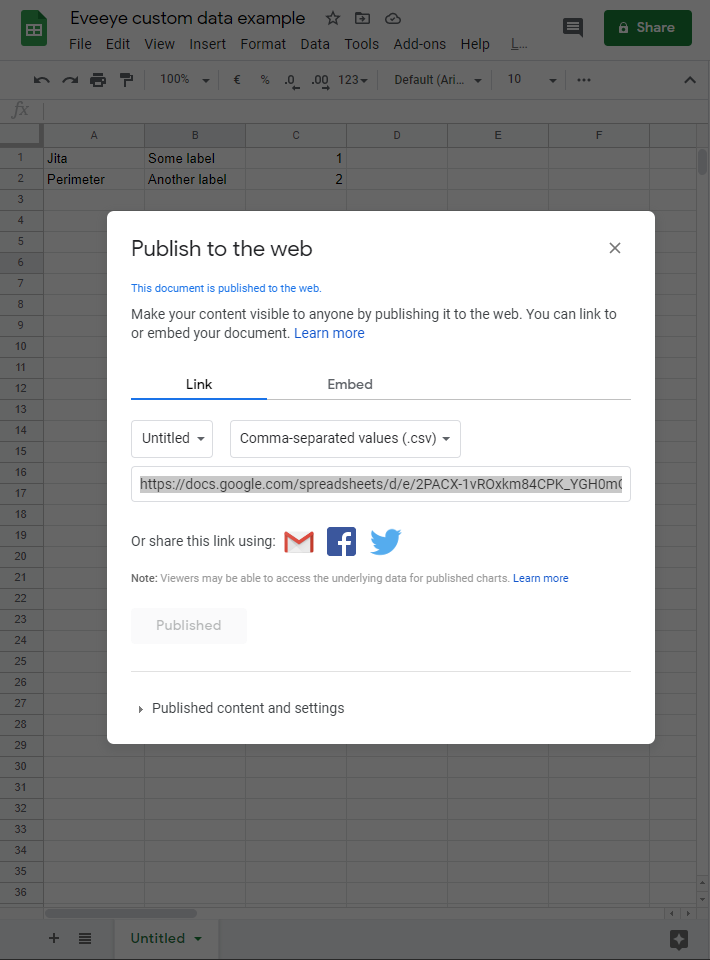 Eveeye custom data example
File Edit View Insert Format Data Tools Add-ons Help L...
Share
100% € % .0 .00 123 Default (Ari... 10 ...
fx
A B C D E F
1 Jita Some label 1
2 Perimeter Another label 2
3
4
5
6
7
8
9
10
11
12
13
14
15
16
17
18
19
20
21
22
23
24
25
26
27
28
29
30
31
32
33
34
35
36
Publish to the web
This document is published to the web.
Make your content visible to anyone by publishing it to the web. You can link to
or embed your document. Learn more
Link Embed
Untitled Comma-separated values (.csv)
https://docs.google.com/spreadsheets/d/e/2PACX-1vROxkm84CPK_YGH0m
Or share this link using:
Note: Viewers may be able to access the underlying data for published charts. Learn more
Published
Published content and settings
Untitled